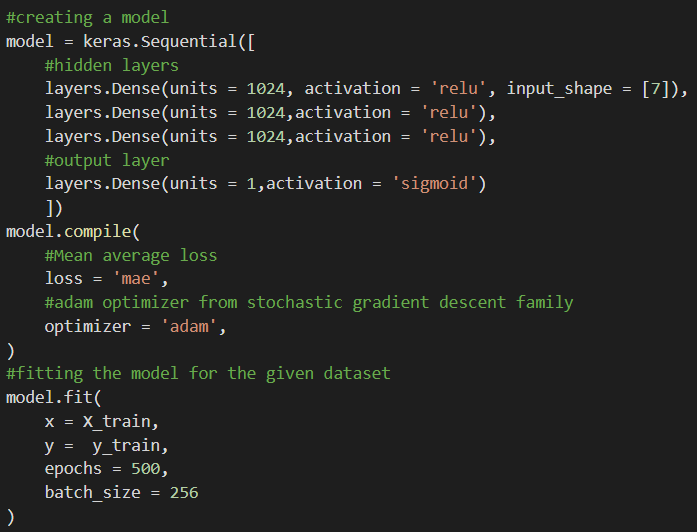 #creating a model
model = keras.Sequential([
    #hidden layers
    layers.Dense(units = 1024, activation = 'relu', input_shape = [7]),
    layers.Dense(units = 1024,activation = 'relu'),
    layers.Dense(units = 1024,activation = 'relu'),
    #output layer
    layers.Dense(units = 1,activation = 'sigmoid')
    ])
model.compile(
    #Mean average loss
    loss = 'mae',
    #adam optimizer from stochastic gradient descent family
    optimizer = 'adam',
)
#fitting the model for the given dataset
model.fit(
    x = X_train,
    y =  y_train,
    epochs = 500,
    batch_size = 256
)